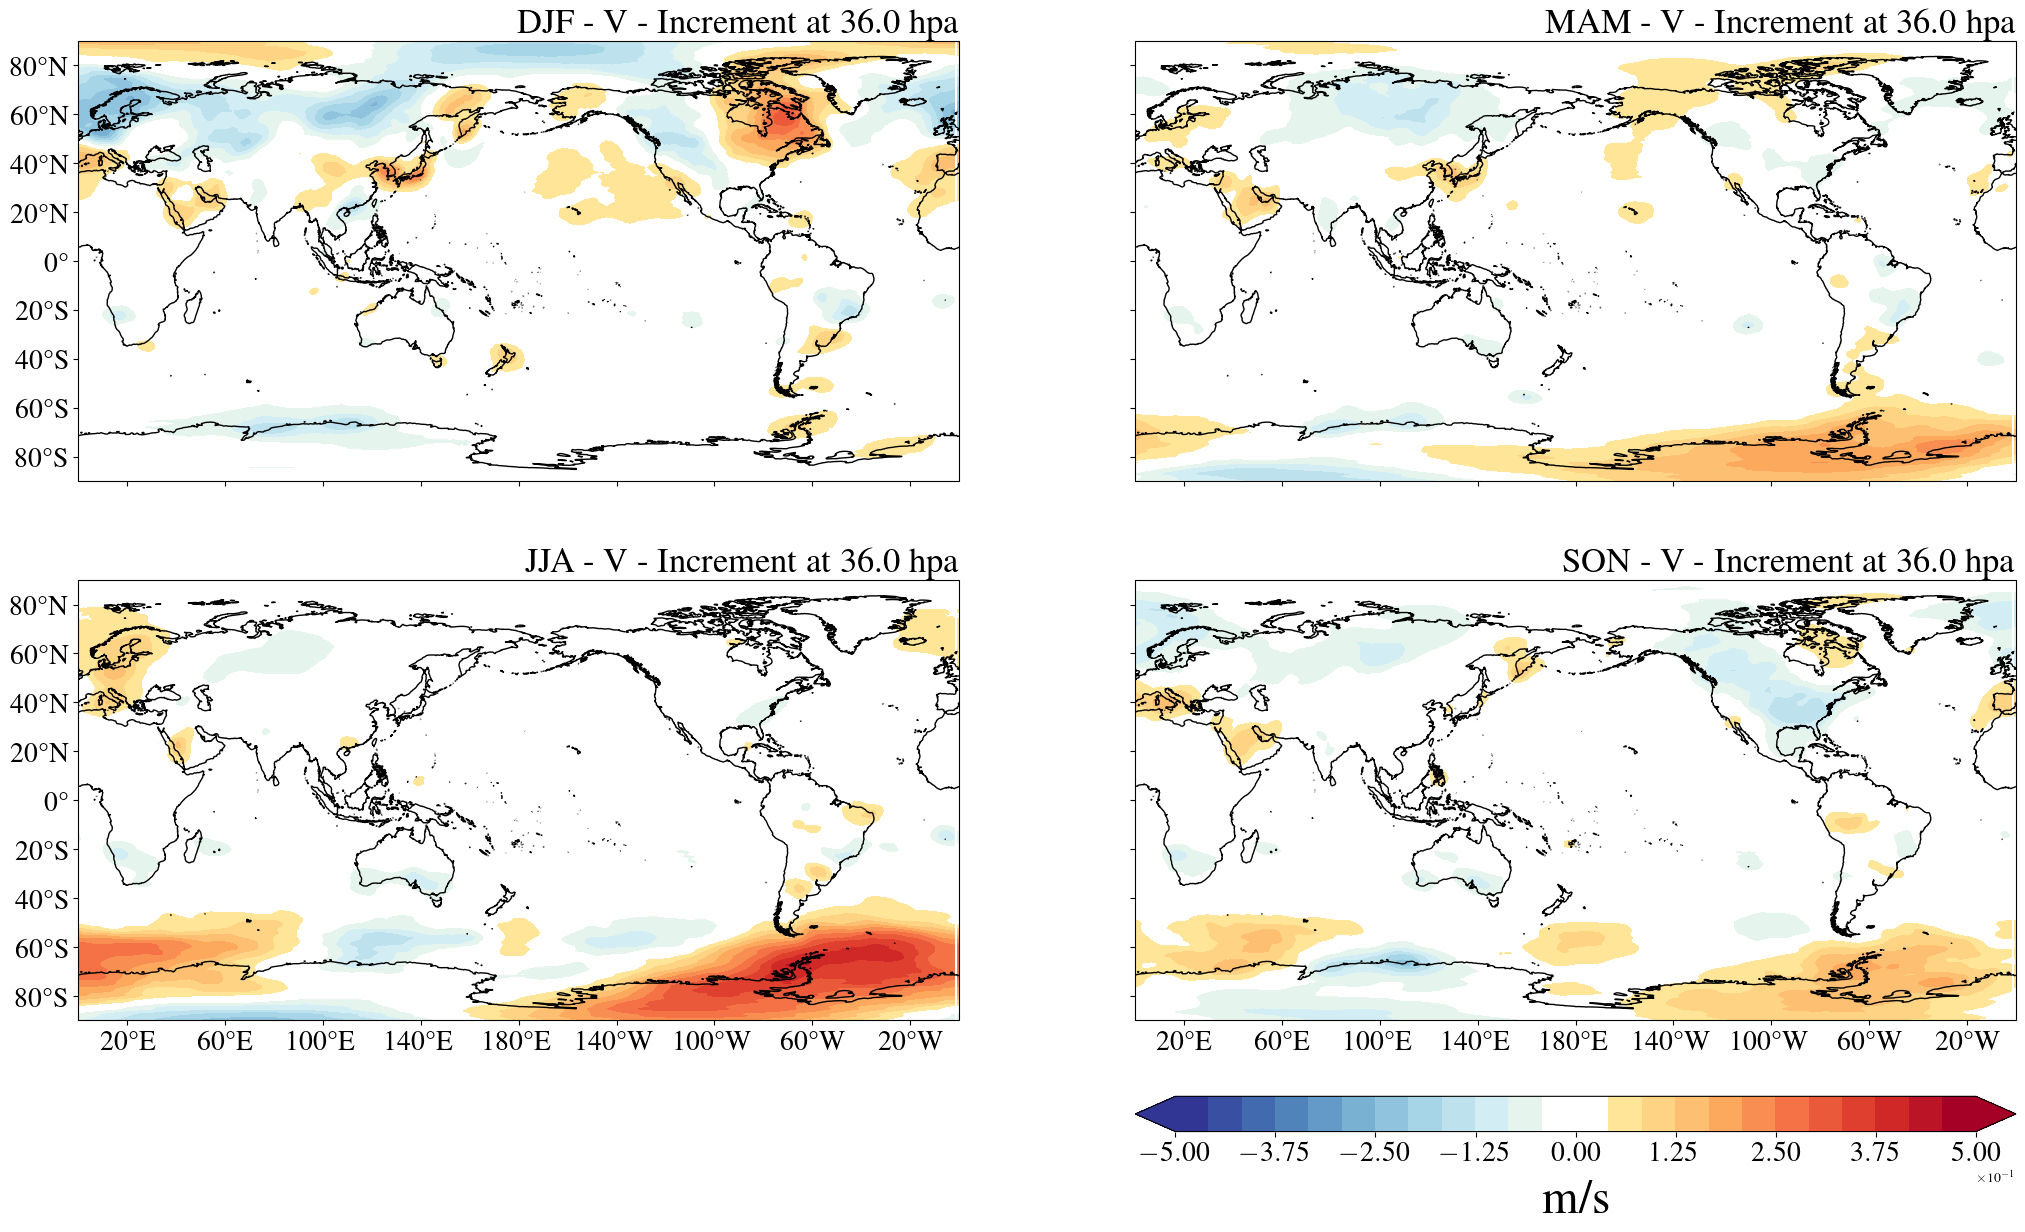 DJF - V - Increment at 36.0 hpa
MAM - V - Increment at 36.0 hpa
80°N
60°N
40°N
20°N
0°
20°S
40°S
60°S
80°S
JJA - V - Increment at 36.0 hpa
SON - V - Increment at 36.0 hpa
80°N
60°N
40°N
20°N
0°
20°S
40°S
60°S
80°S
20°E 60°E 100°E 140°E 180°E 140°W 100°W 60°W 20°W
20°E 60°E 100°E 140°E 180°E 140°W 100°W 60°W 20°W
−5.00 −3.75 −2.50 −1.25 0.00 1.25 2.50 3.75 5.00
×10⁻¹
m/s